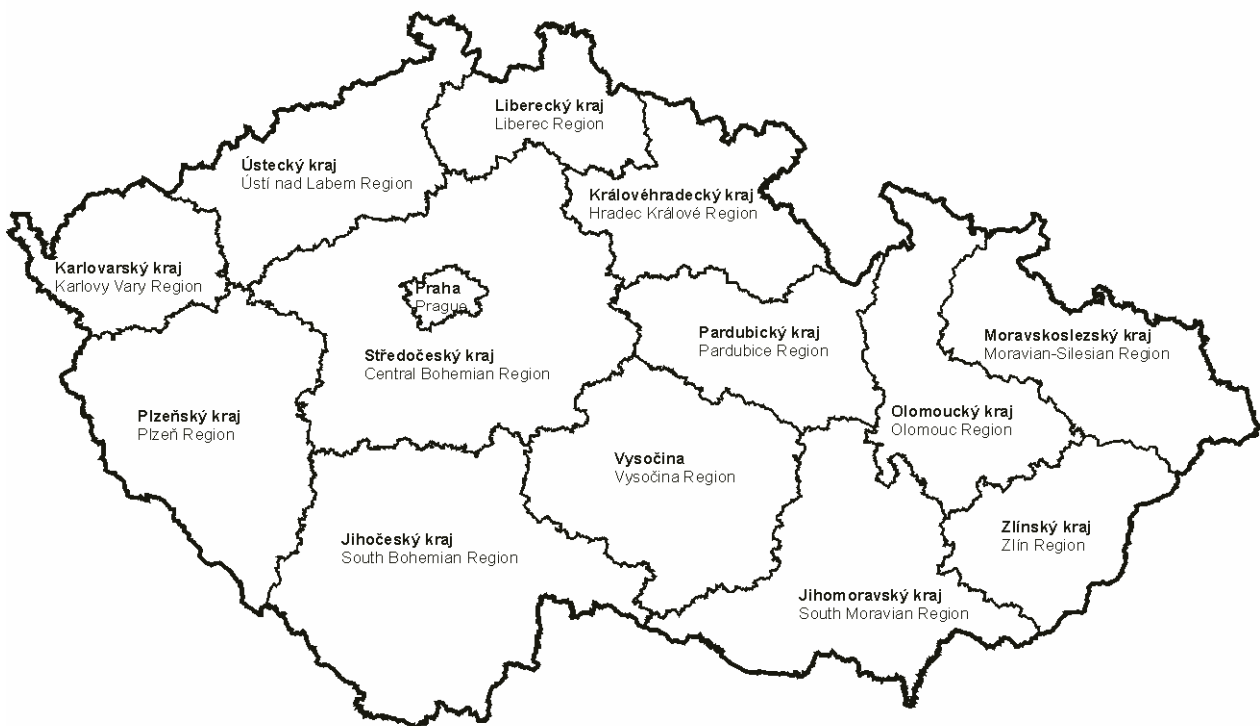 Liberecký kraj
Liberec Region
Ústecký kraj
Ústí nad Labem Region
Královéhradecký kraj
Hradec Králové Region
Karlovarský kraj
Karlovy Vary Region
Praha
Prague
Pardubický kraj
Pardubice Region
Moravskoslezský kraj
Moravian-Silesian Region
Středočeský kraj
Central Bohemian Region
Plzeňský kraj
Plzeň Region
Olomoucký kraj
Olomouc Region
Vysočina
Vysočina Region
Zlínský kraj
Zlín Region
Jihočeský kraj
South Bohemian Region
Jihomoravský kraj
South Moravian Region